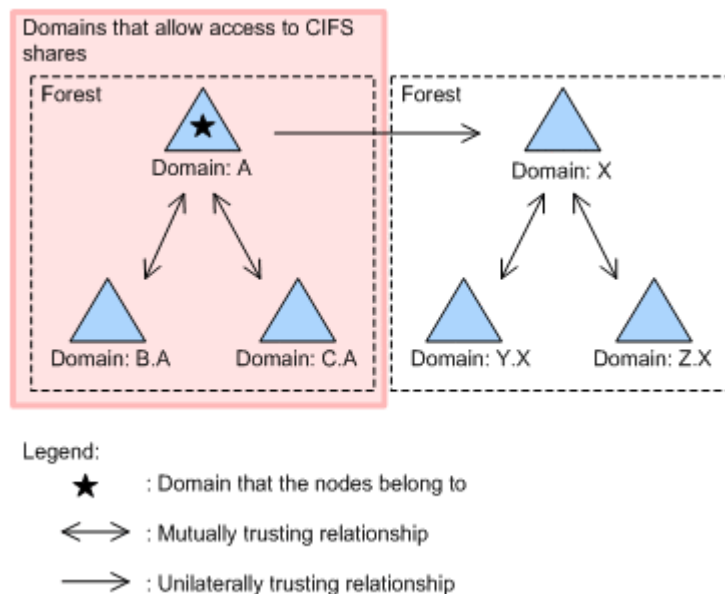 Domains that allow access to CIFS
shares
Forest
Forest
Domain: A
Domain: X
Domain: B.A
Domain: C.A
Domain: Y.X
Domain: Z.X
Legend:
: Domain that the nodes belong to
: Mutually trusting relationship
: Unilaterally trusting relationship